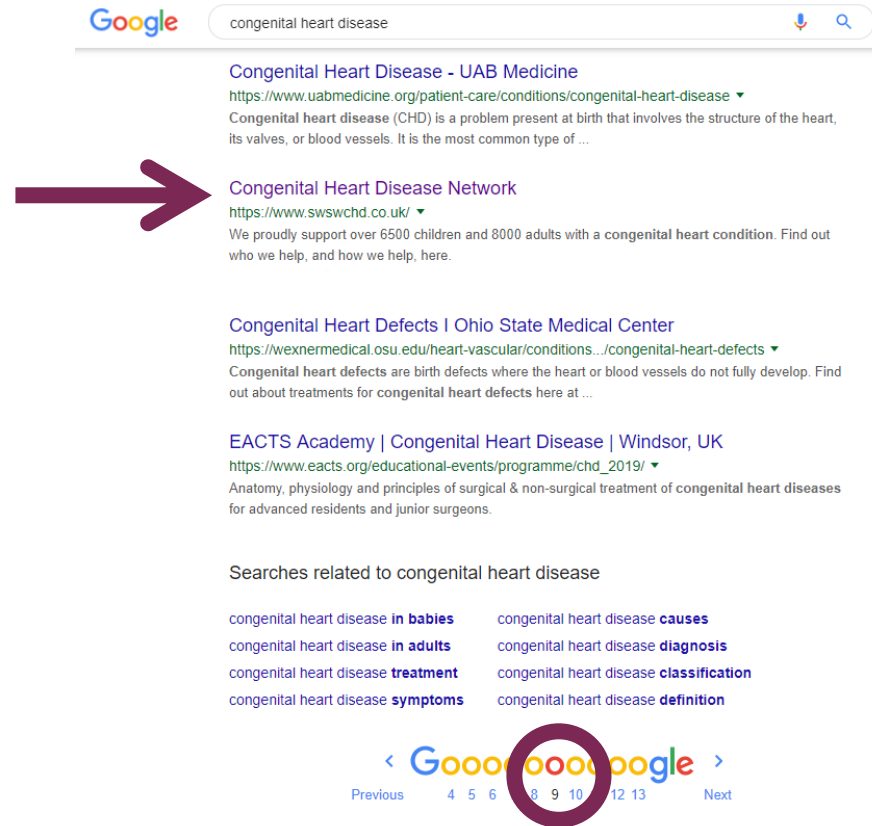 Google
congenital heart disease
Congenital Heart Disease - UAB Medicine
https://www.uabmedicine.org/patient-care/conditions/congenital-heart-disease
Congenital heart disease (CHD) is a problem present at birth that involves the structure of the heart,
its valves, or blood vessels. It is the most common type of ...
Congenital Heart Disease Network
https://www.swswchd.co.uk/
We proudly support over 6500 children and 8000 adults with a congenital heart condition. Find out
who we help, and how we help, here.
Congenital Heart Defects I Ohio State Medical Center
https://wexnermedical.osu.edu/heart-vascular/conditions.../congenital-heart-defects
Congenital heart defects are birth defects where the heart or blood vessels do not fully develop. Find
out about treatments for congenital heart defects here at ...
EACTS Academy | Congenital Heart Disease | Windsor, UK
https://www.eacts.org/educational-events/programme/chd_2019/
Anatomy, physiology and principles of surgical & non-surgical treatment of congenital heart diseases
for advanced residents and junior surgeons.
Searches related to congenital heart disease
congenital heart disease in babies congenital heart disease causes
congenital heart disease in adults congenital heart disease diagnosis
congenital heart disease treatment congenital heart disease classification
congenital heart disease symptoms congenital heart disease definition
Previous 4 5 6 8 9 10 12 13 Next